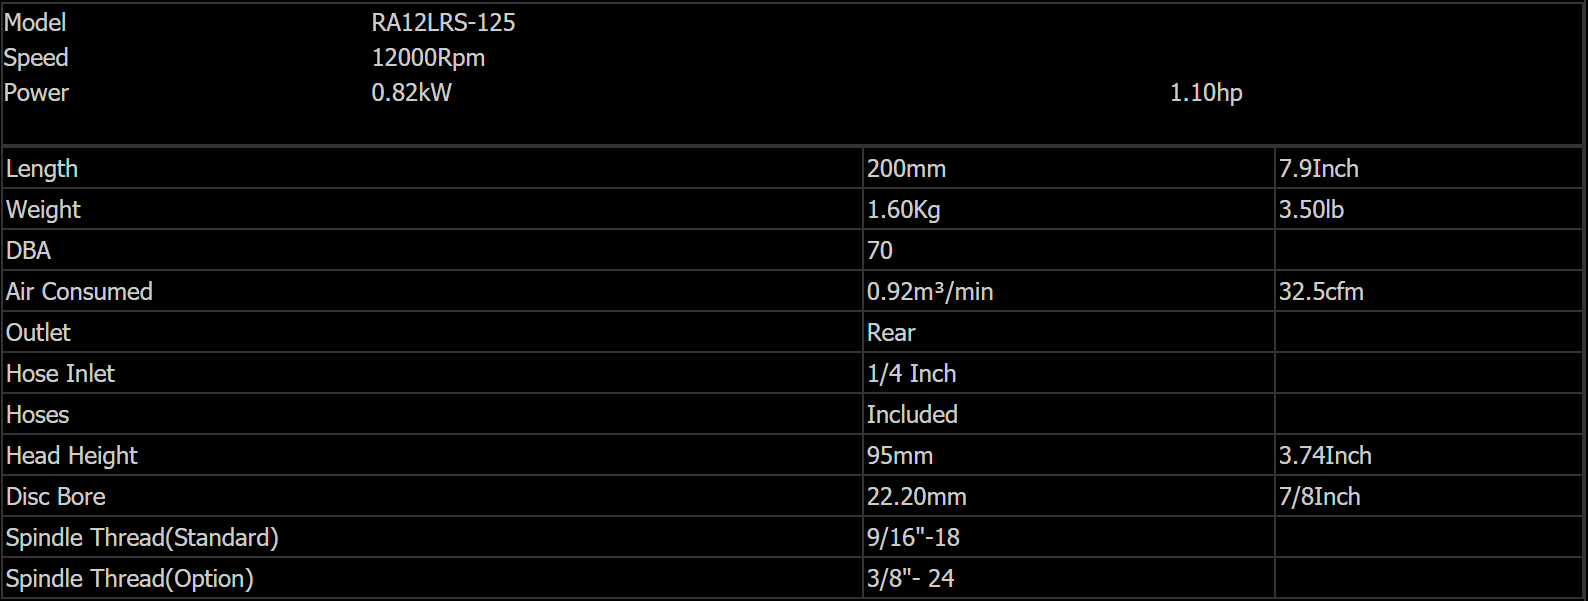 Model RA12LRS-125
Speed 12000Rpm
Power 0.82kW 1.10hp
Length 200mm 7.9Inch
Weight 1.60Kg 3.50lb
DBA 70
Air Consumed 0.92m³/min 32.5cfm
Outlet Rear
Hose Inlet 1/4 Inch
Hoses Included
Head Height 95mm 3.74Inch
Disc Bore 22.20mm 7/8Inch
Spindle Thread(Standard) 9/16"-18
Spindle Thread(Option) 3/8"- 24